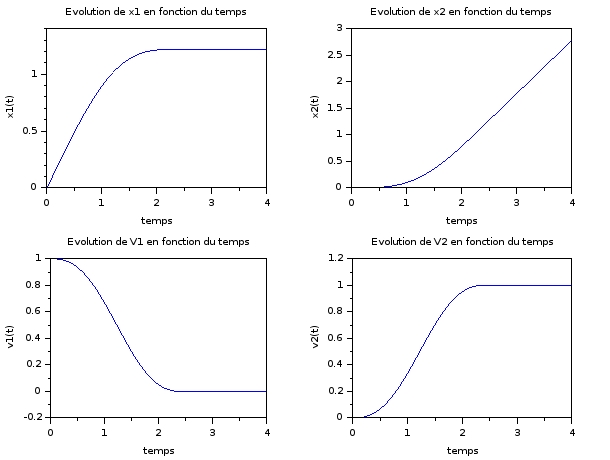 Evolution de x1 en fonction du temps
x1(t)
1
0.5
0
0 1 2 3 4
temps
Evolution de x2 en fonction du temps
x2(t)
3
2.5
2
1.5
1
0.5
0
0 1 2 3 4
temps
Evolution de V1 en fonction du temps
v1(t)
1
0.8
0.6
0.4
0.2
0
-0.2
0 1 2 3 4
temps
Evolution de V2 en fonction du temps
v2(t)
1.2
1
0.8
0.6
0.4
0.2
0
0 1 2 3 4
temps